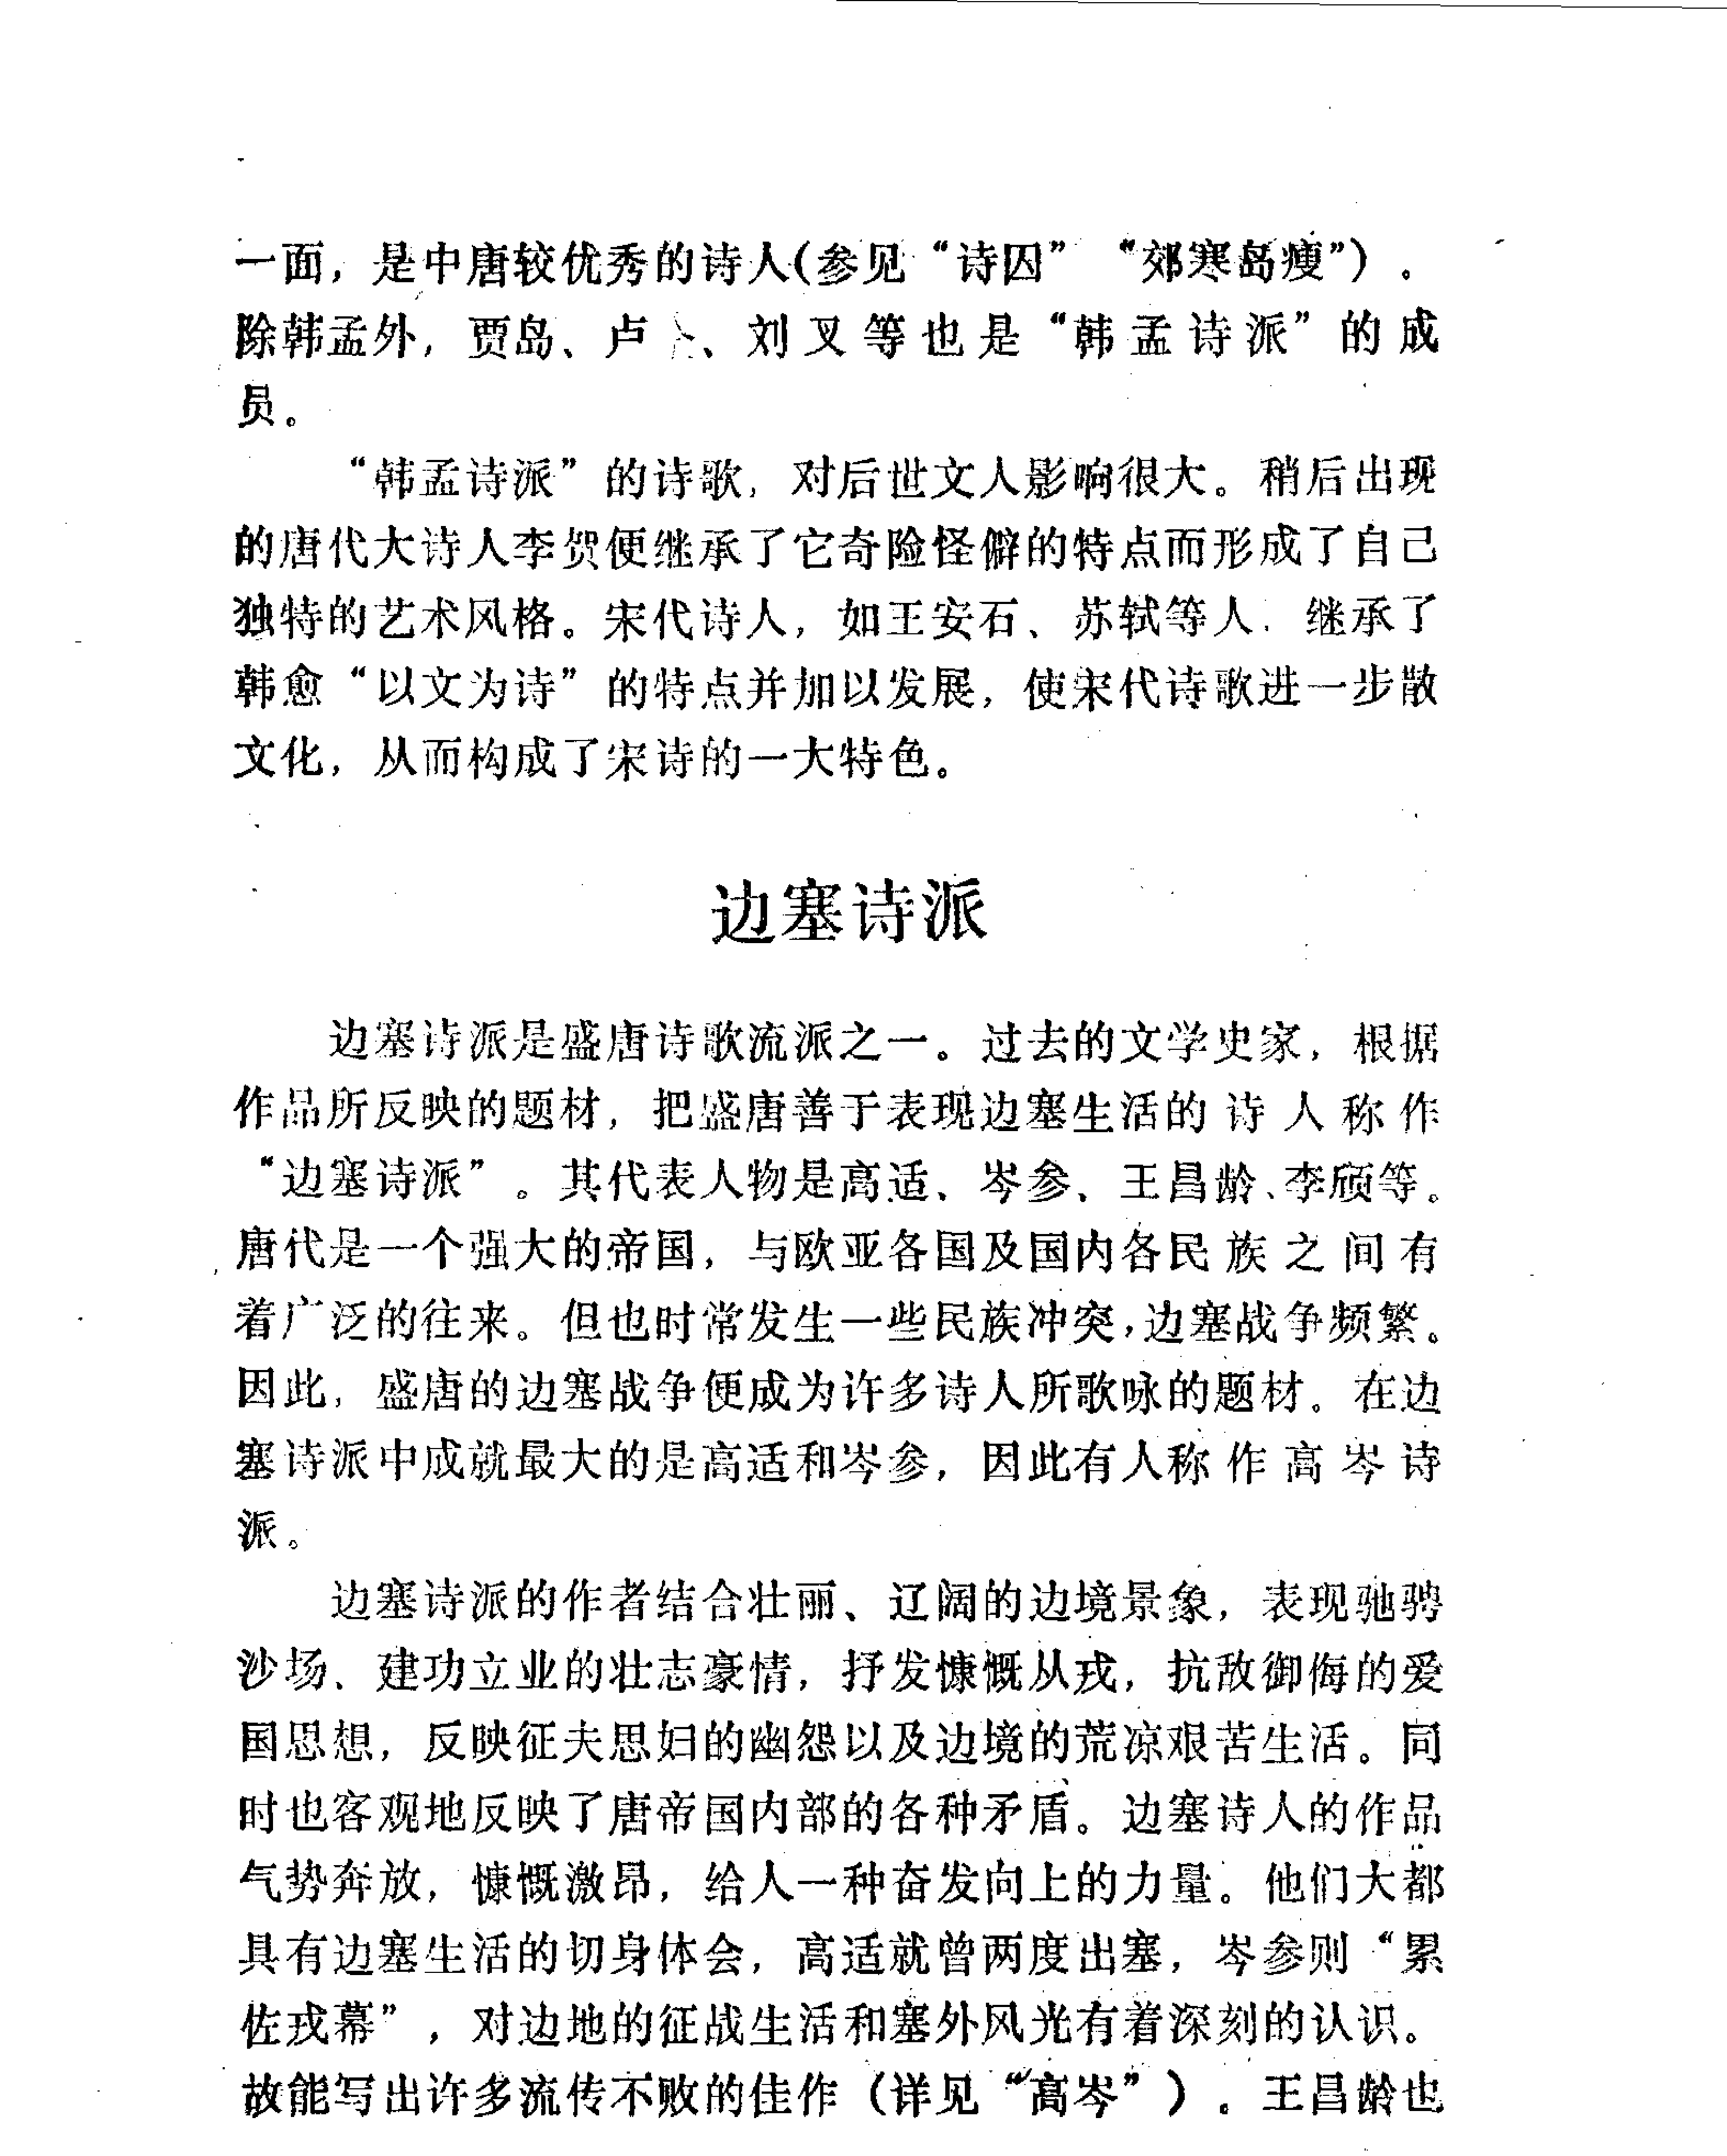 一面，是中唐较优秀的诗人(参见“诗囚”“郊寒岛瘦”)。
除韩孟外，贾岛、卢、刘叉等也是“韩孟诗派”的成
员。
“韩孟诗派”的诗歌，对后世文人影响很大。稍后出现
的唐代大诗人李贺便继承了它奇险怪僻的特点而形成了自己
独特的艺术风格。宋代诗人，如王安石、苏轼等人．继承了
韩愈“以文为诗”的特点并加以发展，使宋代诗歌进一步散
文化，从而构成了宋诗的一大特色。
边塞诗派
边塞诗派是盛唐诗歌流派之一。过去的文学史家，根据
作品所反映的题材，把盛唐善于表现边塞生活的诗人称作
“边塞诗派”。其代表人物是高适、岑参、王昌龄、李颀等。
唐代是一个强大的帝国，与欧亚各国及国内各民族之间有
着广泛的往来。但也时常发生一些民族冲突，边塞战争频繁。
因此，盛唐的边塞战争便成为许多诗人所歌咏的题材。在边
塞诗派中成就最大的是高适和岑参，因此有人称作高岑诗
派。
边塞诗派的作者结合壮丽、辽阔的边境景象，表现驰骋
沙场、建功立业的壮志豪情，抒发慷慨从戎，抗敌御侮的爱
国思想，反映征夫思妇的幽怨以及边境的荒凉艰苦生活。同
时也客观地反映了唐帝国内部的各种矛盾。边塞诗人的作品
气势奔放，慷慨激昂，给人一种奋发向上的力量。他们大都
具有边塞生活的切身体会，高适就曾两度出塞，岑参则“累
佐戎幕”，对边地的征战生活和塞外风光有着深刻的认识。
故能写出许多流传不败的佳作（详见“高岑”）。王昌龄也